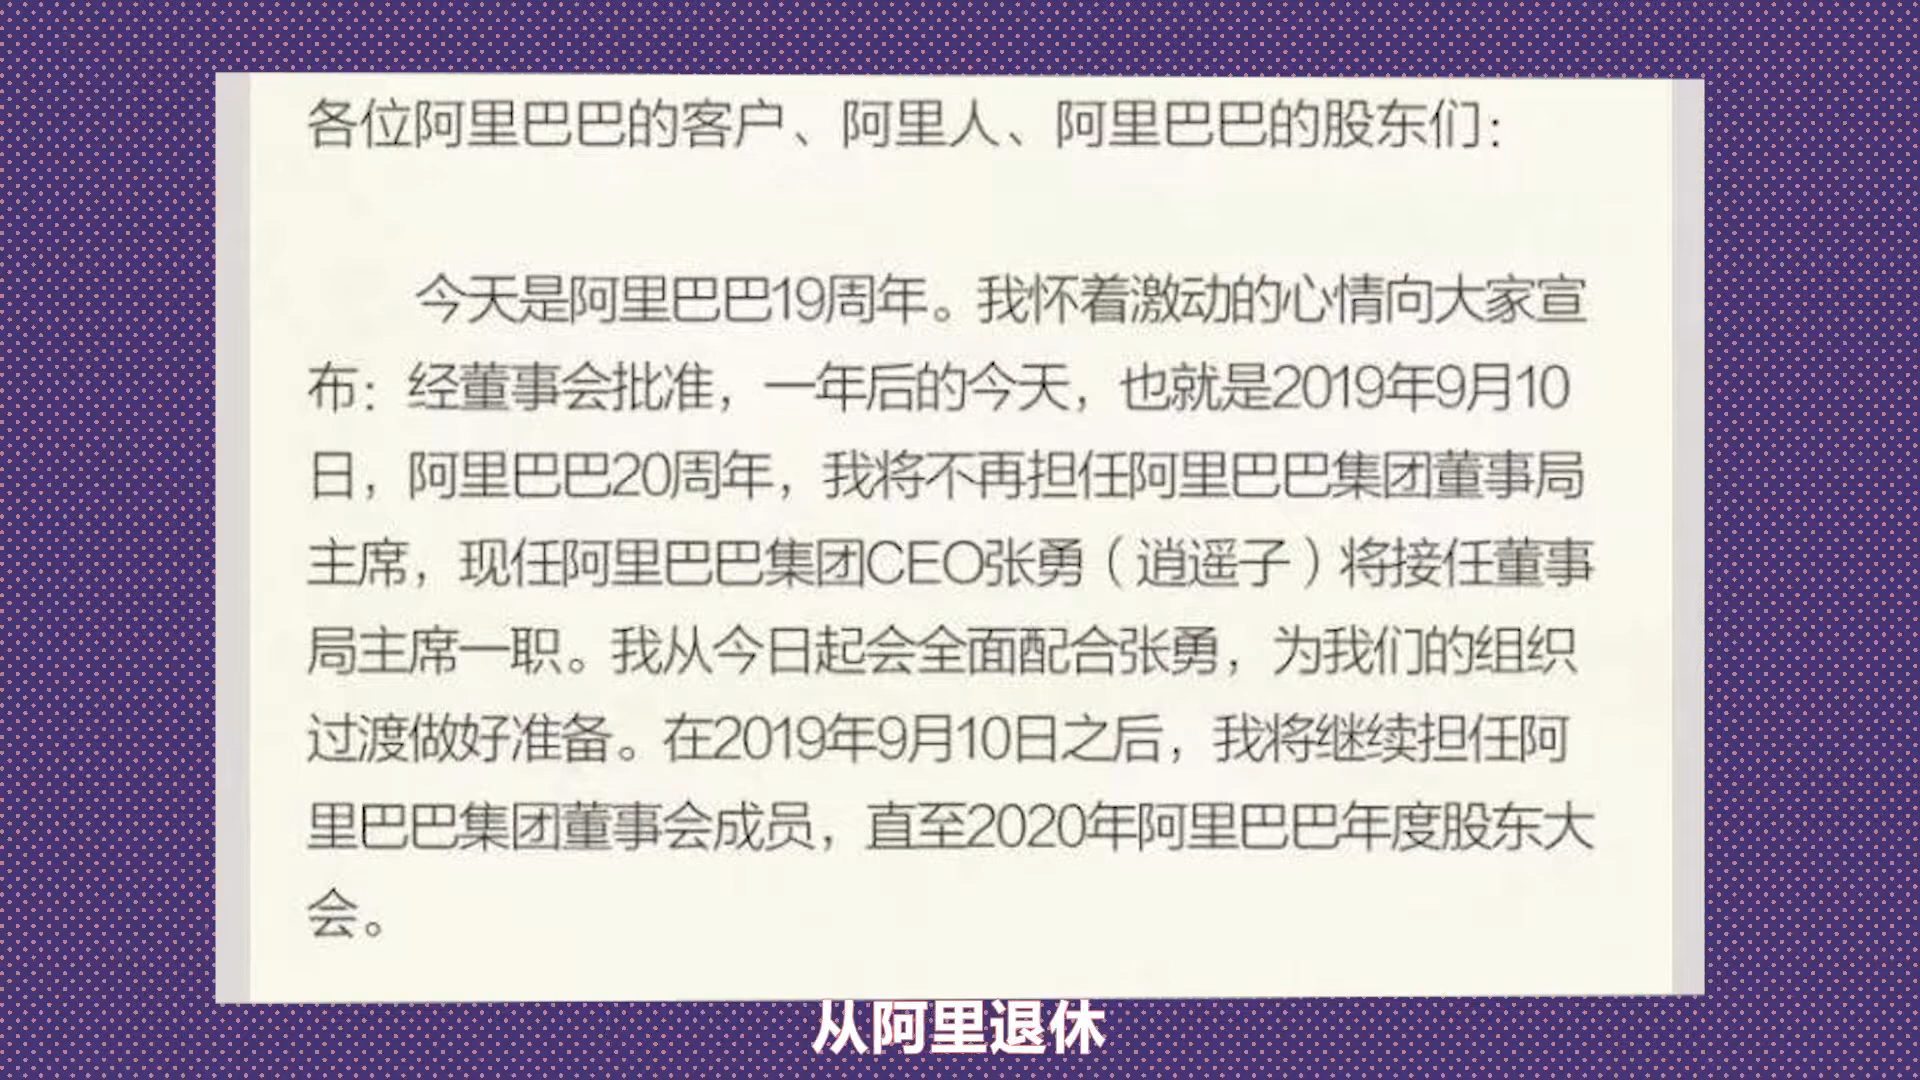 各位阿里巴巴的客户、阿里人、阿里巴巴的股东们：
今天是阿里巴巴19周年。我怀着激动的心情向大家宣
布：经董事会批准，一年后的今天，也就是2019年9月10
日，阿里巴巴20周年，我将不再担任阿里巴巴集团董事局
主席，现任阿里巴巴集团CEO张勇（逍遥子）将接任董事
局主席一职。我从今日起会全面配合张勇，为我们的组织
过渡做好准备。在2019年9月10日之后，我将继续担任阿
里巴巴集团董事会成员，直至2020年阿里巴巴年度股东大
会。
从阿里退休